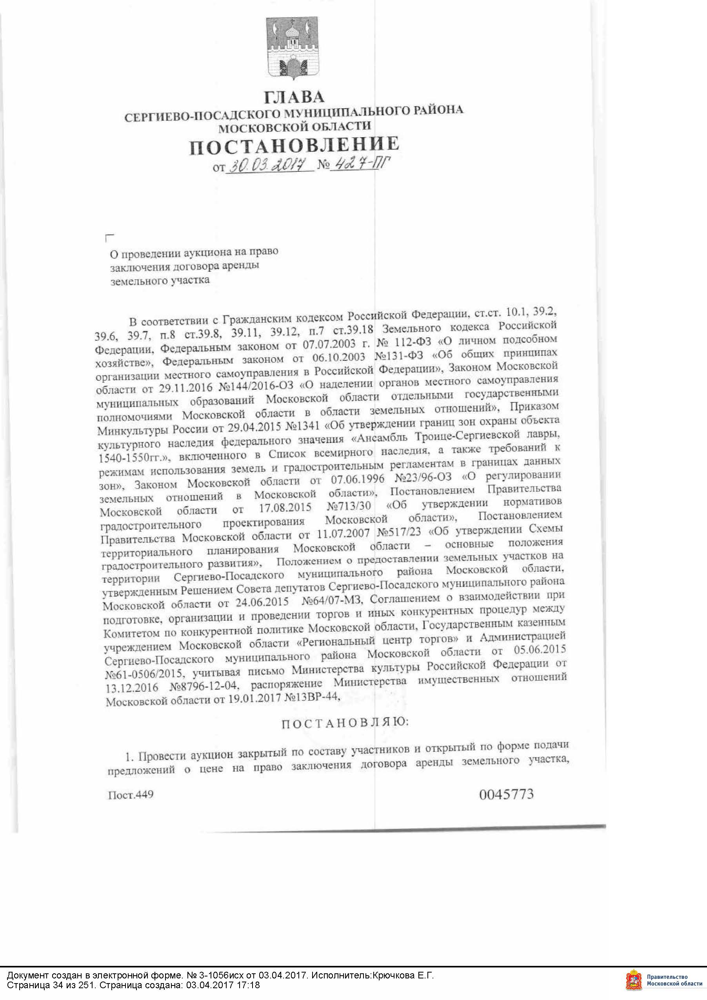 ГЛАВА
СЕРГИЕВО-ПОСАДСКОГО МУНИЦИПАЛЬНОГО РАЙОНА
МОСКОВСКОЙ ОБЛАСТИ
ПОСТАНОВЛЕНИЕ
от 30.03.2017 № 427-ПГ
О проведении аукциона на право
заключения договора аренды
земельного участка
В соответствии с Гражданским кодексом Российской Федерации, ст.ст. 10.1, 39.2,
39.6, 39.7, п.8 ст.39.8, 39.11, 39.12, п.7 ст.39.18 Земельного кодекса Российской
Федерации, Федеральным законом от 07.07.2003 г. № 112-ФЗ «О личном подсобном
хозяйстве», Федеральным законом от 06.10.2003 №131-ФЗ «Об общих принципах
организации местного самоуправления в Российской Федерации», Законом Московской
области от 29.11.2016 №144/2016-ОЗ «О наделении органов местного самоуправления
муниципальных образований Московской области отдельными государственными
полномочиями Московской области в области земельных отношений», Приказом
Минкультуры России от 29.04.2015 №1341 «Об утверждении границ зон охраны объекта
культурного наследия федерального значения «Ансамбль Троице-Сергиевской лавры,
1540-1550гг.», включенного в Список всемирного наследия, а также требований к
режимам использования земель и градостроительным регламентам в границах данных
зон», Законом Московской области от 07.06.1996 №23/96-ОЗ «О регулировании
земельных отношений в Московской области», Постановлением Правительства
Московской области от 17.08.2015 №713/30 «Об утверждении нормативов
градостроительного проектирования Московской области», Постановлением
Правительства Московской области от 11.07.2007 №517/23 «Об утверждении Схемы
территориального планирования Московской области – основные положения
градостроительного развития», Положением о предоставлении земельных участков на
территории Сергиево-Посадского муниципального района Московской области,
утвержденным Решением Совета депутатов Сергиево-Посадского муниципального района
Московской области от 24.06.2015 №64/07-МЗ, Соглашением о взаимодействии при
подготовке, организации и проведении торгов и иных конкурентных процедур между
Комитетом по конкурентной политике Московской области, Государственным казенным
учреждением Московской области «Региональный центр торгов» и Администрацией
Сергиево-Посадского муниципального района Московской области от 05.06.2015
№61-0506/2015, учитывая письмо Министерства культуры Российской Федерации от
13.12.2016 №8796-12-04, распоряжение Министерства имущественных отношений
Московской области от 19.01.2017 №13ВР-44,
ПОСТАНОВЛЯЮ:
1. Провести аукцион закрытый по составу участников и открытый по форме подачи
предложений о цене на право заключения договора аренды земельного участка,
Пост.449 0045773
Документ создан в электронной форме. № 3-1056исх от 03.04.2017. Исполнитель:Крючкова Е.Г.
Страница 34 из 251. Страница создана: 03.04.2017 17:18
Правительство
Московской области